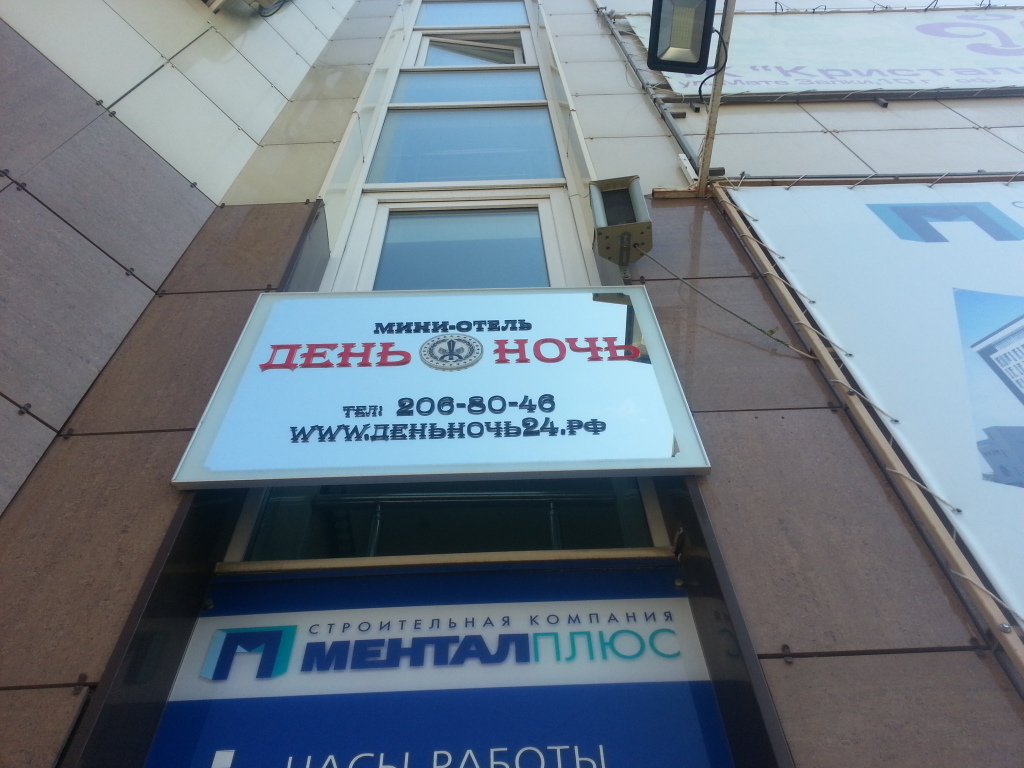 МИНИ-ОТЕЛЬ
ДЕНЬ НОЧЬ
ТЕЛ: 206-80-46
WWW.ДЕНЬНОЧЬ24.РФ
СТРОИТЕЛЬНАЯ КОМПАНИЯ
МЕНТАЛПЛЮС
ЧАСЫ РАБОТЫ